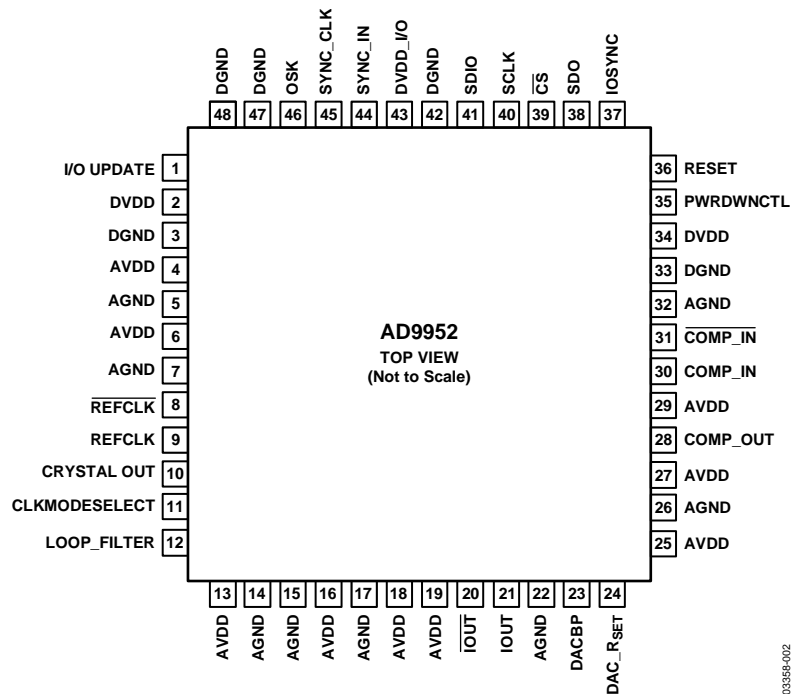 DGND
DGND
OSK
SYNC_CLK
SYNC_IN
DVDD_I/O
DGND
SDIO
SCLK
C̅S̅
SDO
IOSYNC
48 47 46 45 44 43 42 41 40 39 38 37
I/O UPDATE 1
DVDD 2
DGND 3
AVDD 4
AGND 5
AVDD 6
AGND 7
R̅E̅F̅C̅L̅K̅ 8
REFCLK 9
CRYSTAL OUT 10
CLKMODESELECT 11
LOOP_FILTER 12
AD9952
TOP VIEW
(Not to Scale)
36 RESET
35 PWRDWNCTL
34 DVDD
33 DGND
32 AGND
31 C̅O̅M̅P̅_̅I̅N̅
30 COMP_IN
29 AVDD
28 COMP_OUT
27 AVDD
26 AGND
25 AVDD
13 14 15 16 17 18 19 20 21 22 23 24
AVDD
AGND
AGND
AVDD
AGND
AVDD
AVDD
I̅O̅U̅T̅
IOUT
AGND
DACBP
DAC_RSET
03358-002